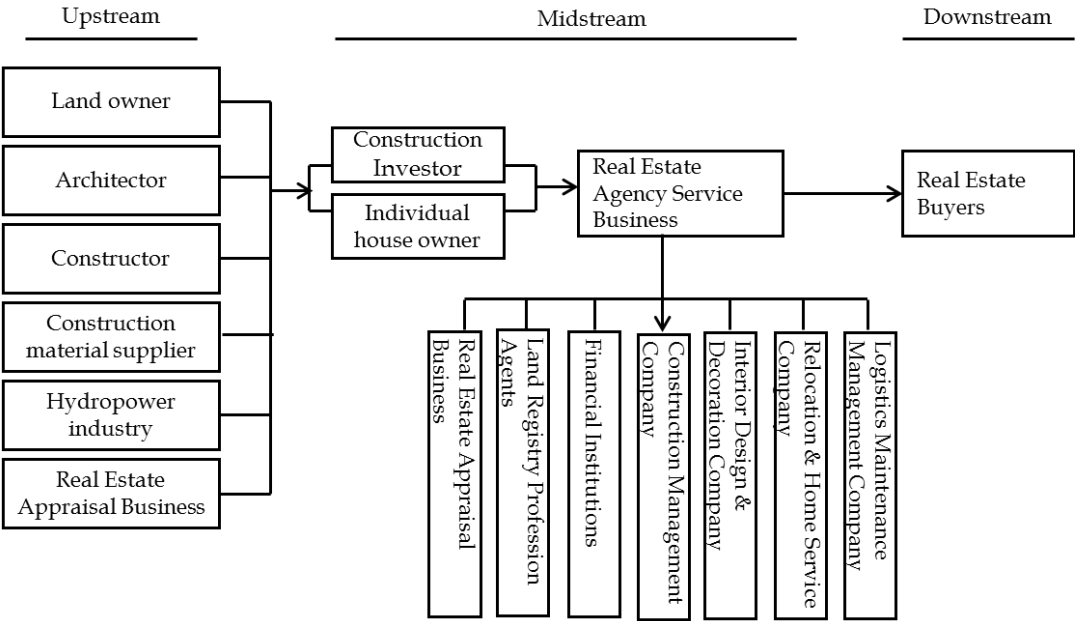 Upstream
Midstream
Downstream
Land owner
Architector
Constructor
Construction
material supplier
Hydropower
industry
Real Estate
Appraisal Business
Construction
Investor
Individual
house owner
Real Estate
Agency Service
Business
Real Estate
Buyers
Real Estate Appraisal
Business
Land Registry Profession
Agents
Financial Institutions
Construction Management
Company
Interior Design &
Decoration Company
Relocation & Home Service
Company
Logistics Maintenance
Management Company